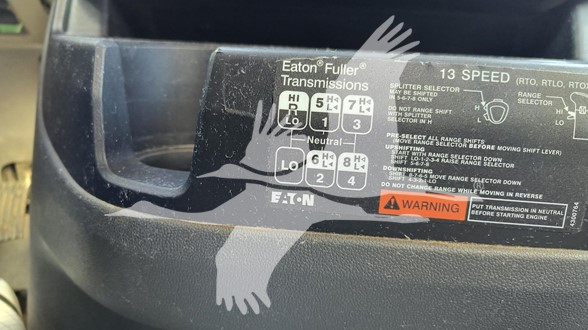 Eaton® Fuller®
Transmissions
13 SPEED (RTO, RTLO, RTOX
HI
R
LO
5 H L
1
7 H L
3
Neutral
LO
6 H L
2
8 H L
4
EATON
SPLITTER SELECTOR
MAY BE SHIFTED
IN 5-6-7-8 ONLY
H
L
DO NOT SHIFT
RANGE WITH
SPLITTER
SELECTOR IN H
RANGE
SELECTOR
HI
LO
PRE-SELECT ALL RANGE SHIFTS
(MOVE RANGE SELECTOR BEFORE MOVING SHIFT LEVER)
UPSHIFTING
START WITH RANGE SELECTOR DOWN
SHIFT LO-1-2-3-4 RAISE RANGE SELECTOR
SHIFT 5-6-7-8
DOWNSHIFTING
SHIFT 8-7-6-5 MOVE RANGE SELECTOR DOWN
SHIFT 4-3-2-1-LO
DO NOT CHANGE RANGE WHILE MOVING IN REVERSE
WARNING
PUT TRANSMISSION IN NEUTRAL
BEFORE STARTING ENGINE